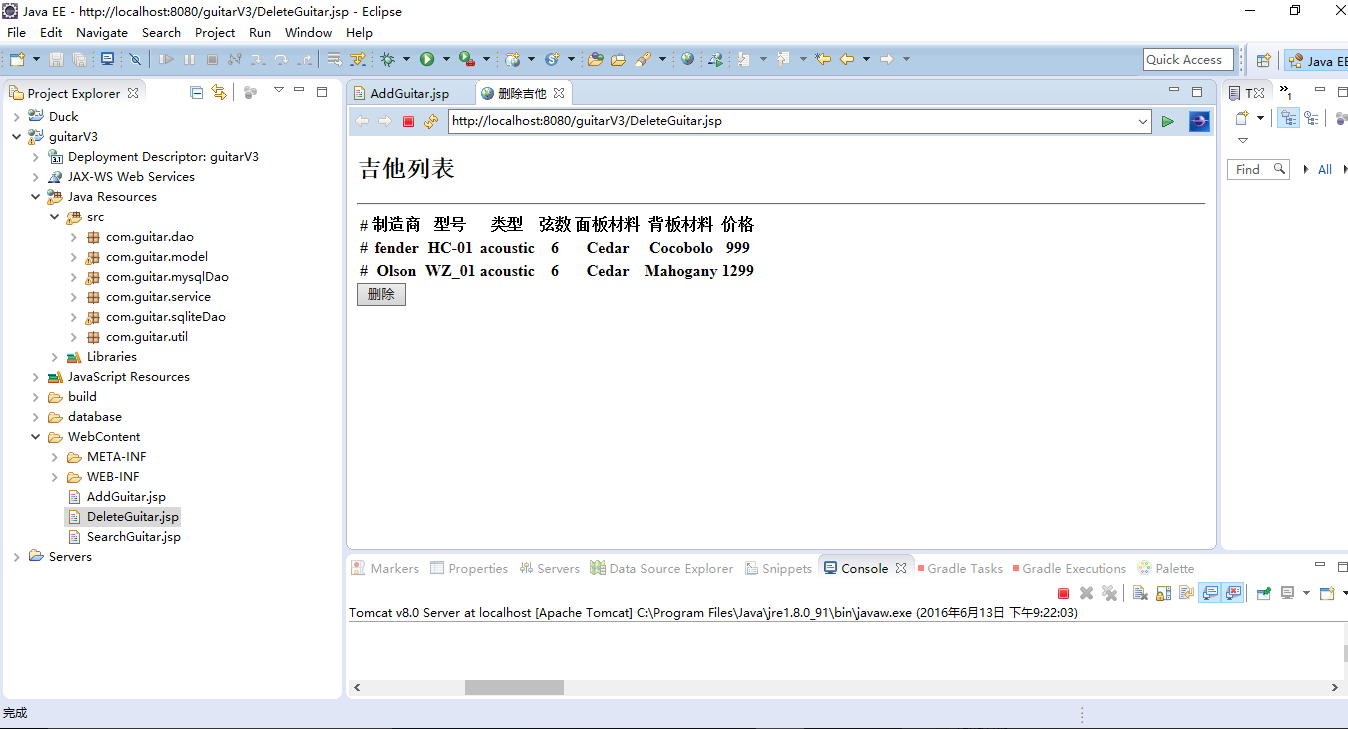 Java EE - http://localhost:8080/guitarV3/DeleteGuitar.jsp - Eclipse
File Edit Navigate Search Project Run Window Help
Quick Access
Java EE
Project Explorer
Duck
guitarV3
Deployment Descriptor: guitarV3
JAX-WS Web Services
Java Resources
src
com.guitar.dao
com.guitar.model
com.guitar.mysqlDao
com.guitar.service
com.guitar.sqliteDao
com.guitar.util
Libraries
JavaScript Resources
build
database
WebContent
META-INF
WEB-INF
AddGuitar.jsp
DeleteGuitar.jsp
SearchGuitar.jsp
Servers
AddGuitar.jsp 删除吉他
http://localhost:8080/guitarV3/DeleteGuitar.jsp
吉他列表
# 制造商 型号 类型 弦数 面板材料 背板材料 价格
# fender HC-01 acoustic 6 Cedar Cocobolo 999
# Olson WZ_01 acoustic 6 Cedar Mahogany 1299
删除
T 1
Find All
Markers Properties Servers Data Source Explorer Snippets Console Gradle Tasks Gradle Executions Palette
Tomcat v8.0 Server at localhost [Apache Tomcat] C:\Program Files\Java\jre1.8.0_91\bin\javaw.exe (2016年6月13日 下午9:22:03)
完成